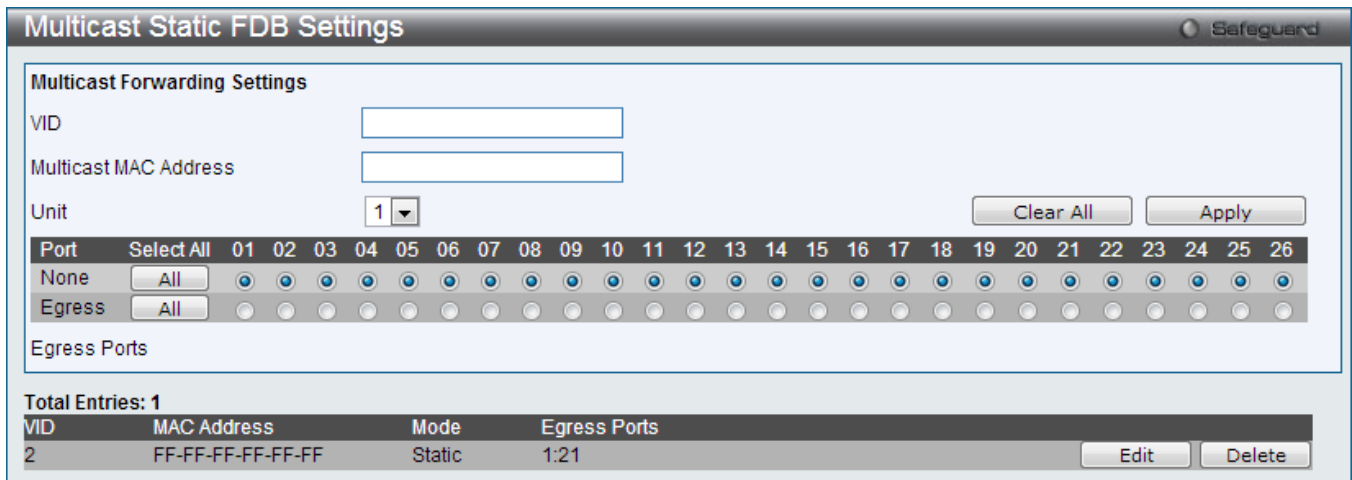 Multicast Static FDB Settings Safeguard
Multicast Forwarding Settings
VID
Multicast MAC Address
Unit 1 Clear All Apply
Port Select All 01 02 03 04 05 06 07 08 09 10 11 12 13 14 15 16 17 18 19 20 21 22 23 24 25 26
None All
Egress All
Egress Ports
Total Entries: 1
VID MAC Address Mode Egress Ports
2 FF-FF-FF-FF-FF-FF Static 1:21 Edit Delete